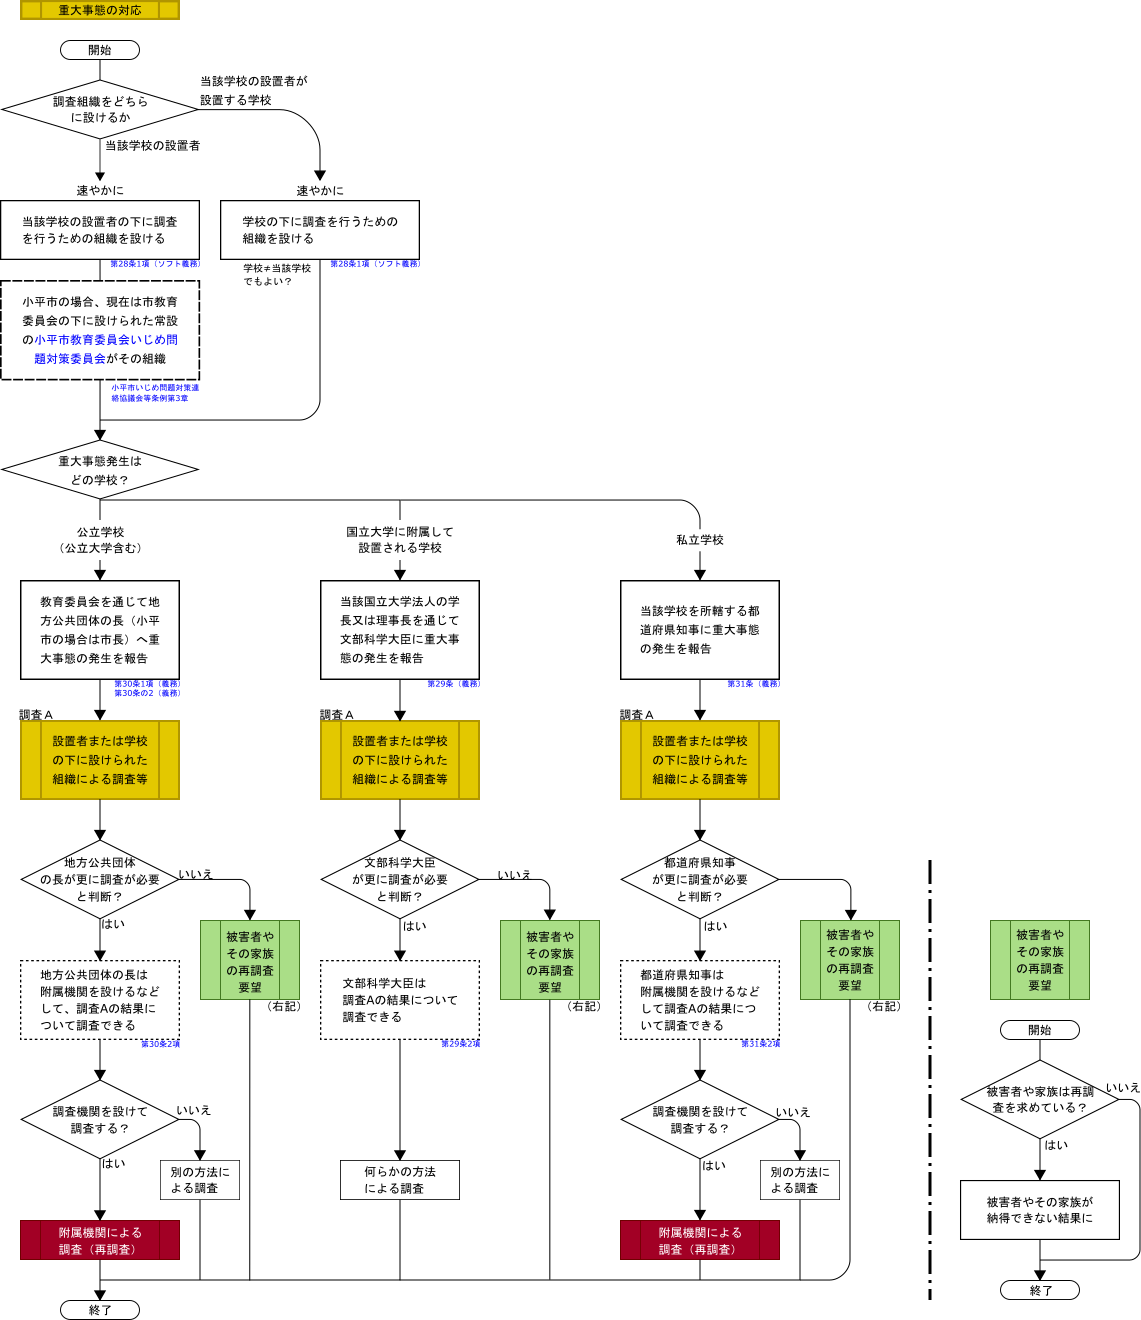 重大事態の対応
開始
調査組織をどちら
に設けるか
当該学校の設置者が
設置する学校
当該学校の設置者
速やかに
速やかに
当該学校の設置者の下に調査
を行うための組織を設ける
第28条1項（ソフト義務）
学校の下に調査を行うための
組織を設ける
第28条1項（ソフト義務）
学校≠当該学校
でもよい？
小平市の場合、現在は市教育
委員会の下に設けられた常設
の小平市教育委員会いじめ問
題対策委員会がその組織
小平市いじめ問題対策連
絡協議会等条例第3章
重大事態発生は
どの学校？
公立学校
（公立大学含む）
国立大学に附属して
設置される学校
私立学校
教育委員会を通じて地
方公共団体の長（小平
市の場合は市長）へ重
大事態の発生を報告
第30条1項（義務）
第30条の2（義務）
当該国立大学法人の学
長又は理事長を通じて
文部科学大臣に重大事
態の発生を報告
第29条（義務）
当該学校を所轄する都
道府県知事に重大事態
の発生を報告
第31条（義務）
調査A
設置者または学校
の下に設けられた
組織による調査等
調査A
設置者または学校
の下に設けられた
組織による調査等
調査A
設置者または学校
の下に設けられた
組織による調査等
地方公共団体
の長が更に調査が必要
と判断？
いいえ
はい
文部科学大臣
が更に調査が必要
と判断？
いいえ
はい
都道府県知事
が更に調査が必要
と判断？
はい
被害者や
その家族
の再調査
要望
（右記）
被害者や
その家族
の再調査
要望
（右記）
被害者や
その家族
の再調査
要望
（右記）
地方公共団体の長は
附属機関を設けるなど
して、調査Aの結果に
ついて調査できる
第30条2項
文部科学大臣は
調査Aの結果について
調査できる
第29条2項
都道府県知事は
附属機関を設けるなど
して調査Aの結果につ
いて調査できる
第31条2項
調査機関を設けて
調査する？
いいえ
はい
別の方法に
よる調査
何らかの方法
による調査
調査機関を設けて
調査する？
いいえ
はい
別の方法に
よる調査
附属機関による
調査（再調査）
附属機関による
調査（再調査）
終了
被害者や
その家族
の再調査
要望
開始
被害者や家族は再調
査を求めている？
いいえ
はい
被害者やその家族が
納得できない結果に
終了